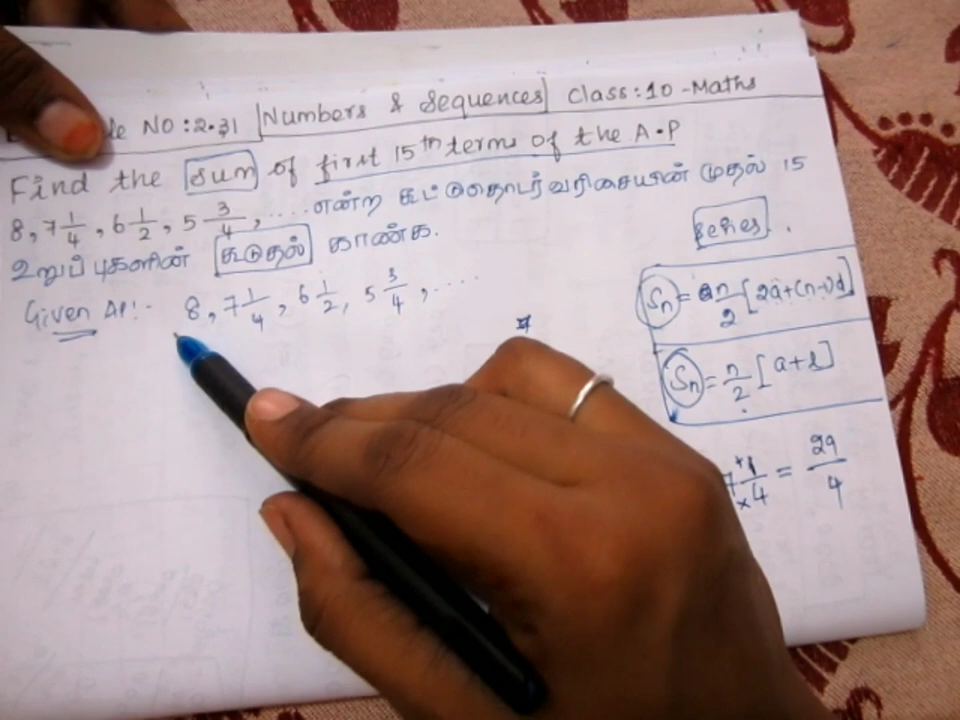 le NO : 2.31 Numbers & Sequences Class : 10 - Maths
Find the sum of first 15th terms of the A.P
8, 7 1/4, 6 1/2, 5 3/4, .... என்ற கூட்டுதொடர்வரிசையின் முதல் 15
உறுப்புகளின் கூடுதல் காண்க.
Series.
Given AP:- 8, 7 1/4, 6 1/2, 5 3/4, ...
Sn = n/2 [2a+(n-1)d]
Sn = n/2 [a+l]
7 +1/×4 = 29/4